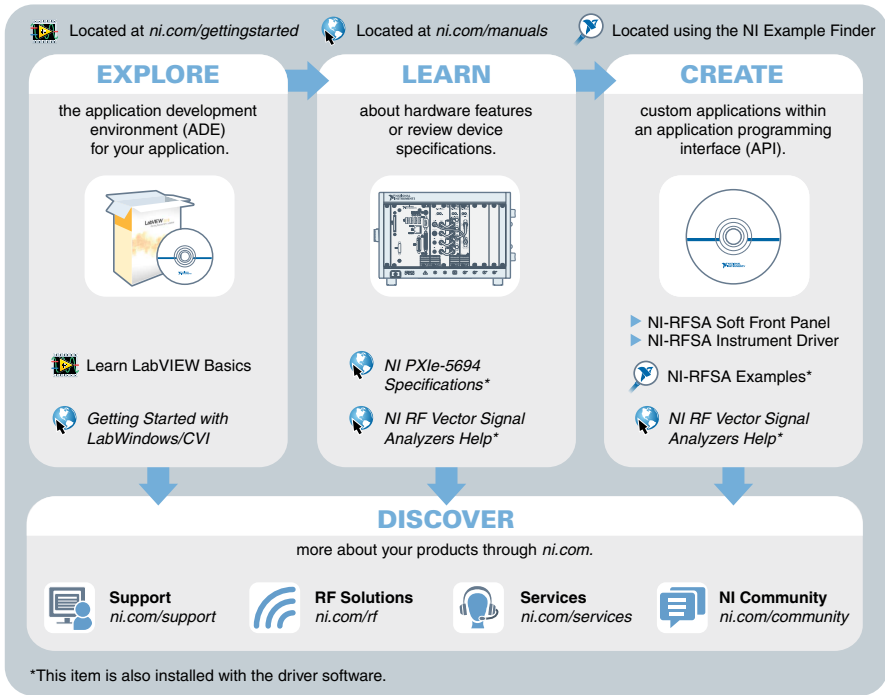 Located at ni.com/gettingstarted
Located at ni.com/manuals
Located using the NI Example Finder
EXPLORE
the application development
environment (ADE)
for your application.
LabVIEW
Learn LabVIEW Basics
Getting Started with
LabWindows/CVI
LEARN
about hardware features
or review device
specifications.
NI PXIe-5694
Specifications*
NI RF Vector Signal
Analyzers Help*
CREATE
custom applications within
an application programming
interface (API).
NI-RFSA Soft Front Panel
NI-RFSA Instrument Driver
NI-RFSA Examples*
NI RF Vector Signal
Analyzers Help*
DISCOVER
more about your products through ni.com.
Support
ni.com/support
RF Solutions
ni.com/rf
Services
ni.com/services
NI Community
ni.com/community
*This item is also installed with the driver software.